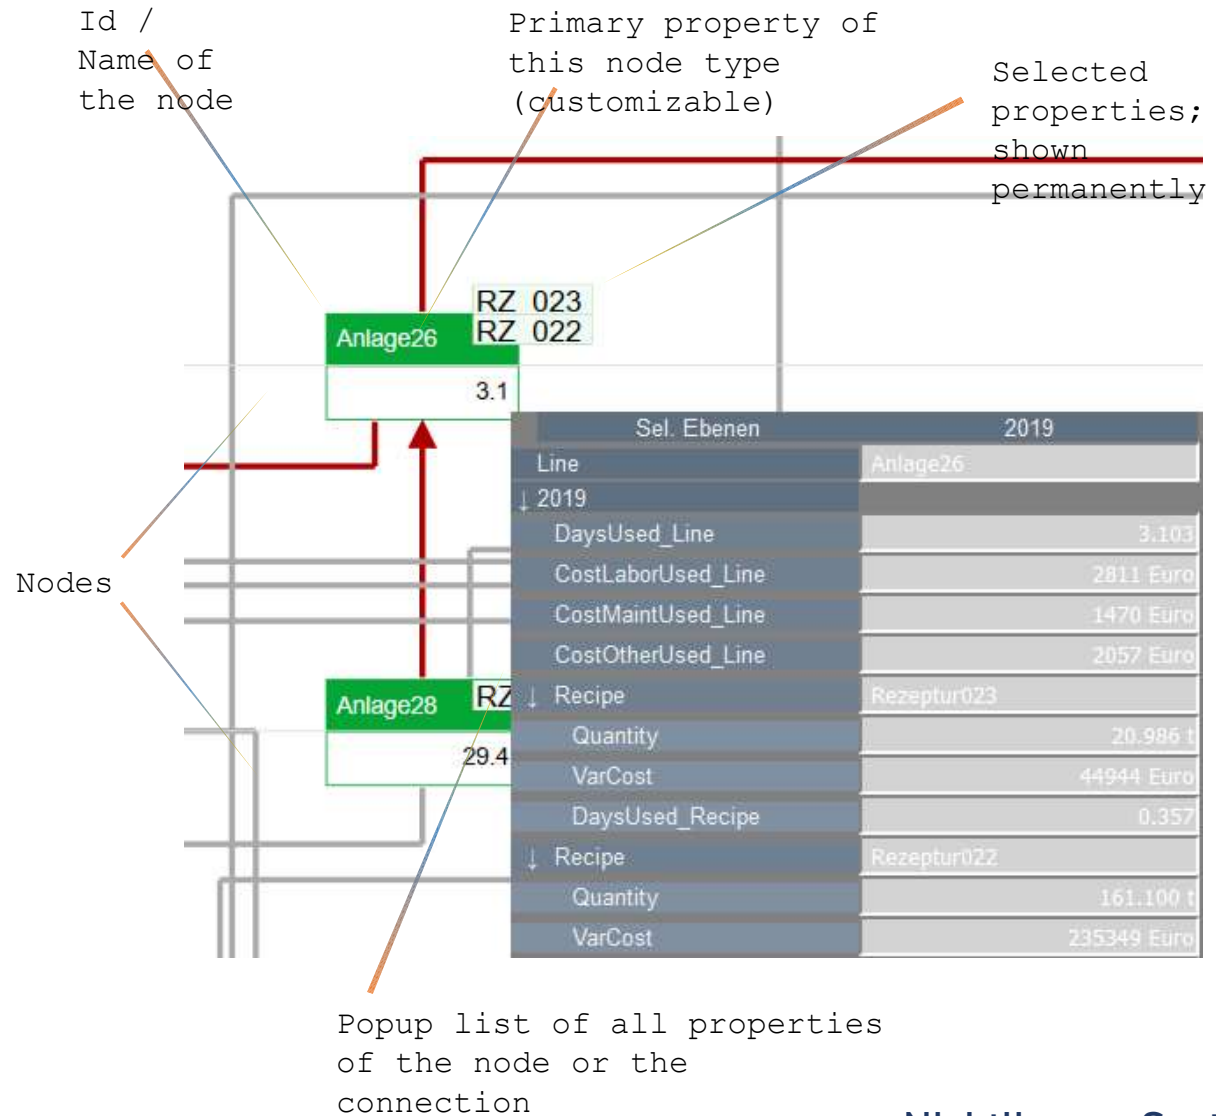 Id /
Name of
the node
Primary property of
this node type
(customizable)
Selected
properties;
shown
permanently
RZ 023
RZ 022
Anlage26
3.1
Sel. Ebenen 2019
Line Anlage26
↓ 2019
DaysUsed_Line 3.103
CostLaborUsed_Line 2811 Euro
CostMaintUsed_Line 1470 Euro
CostOtherUsed_Line 2057 Euro
↓ Recipe Rezeptur023
Quantity 20.986 t
VarCost 44944 Euro
DaysUsed_Recipe 0.357
↓ Recipe Rezeptur022
Quantity 161.100 t
VarCost 235349 Euro
Nodes
Anlage28 RZ
29.4
Popup list of all properties
of the node or the
connection